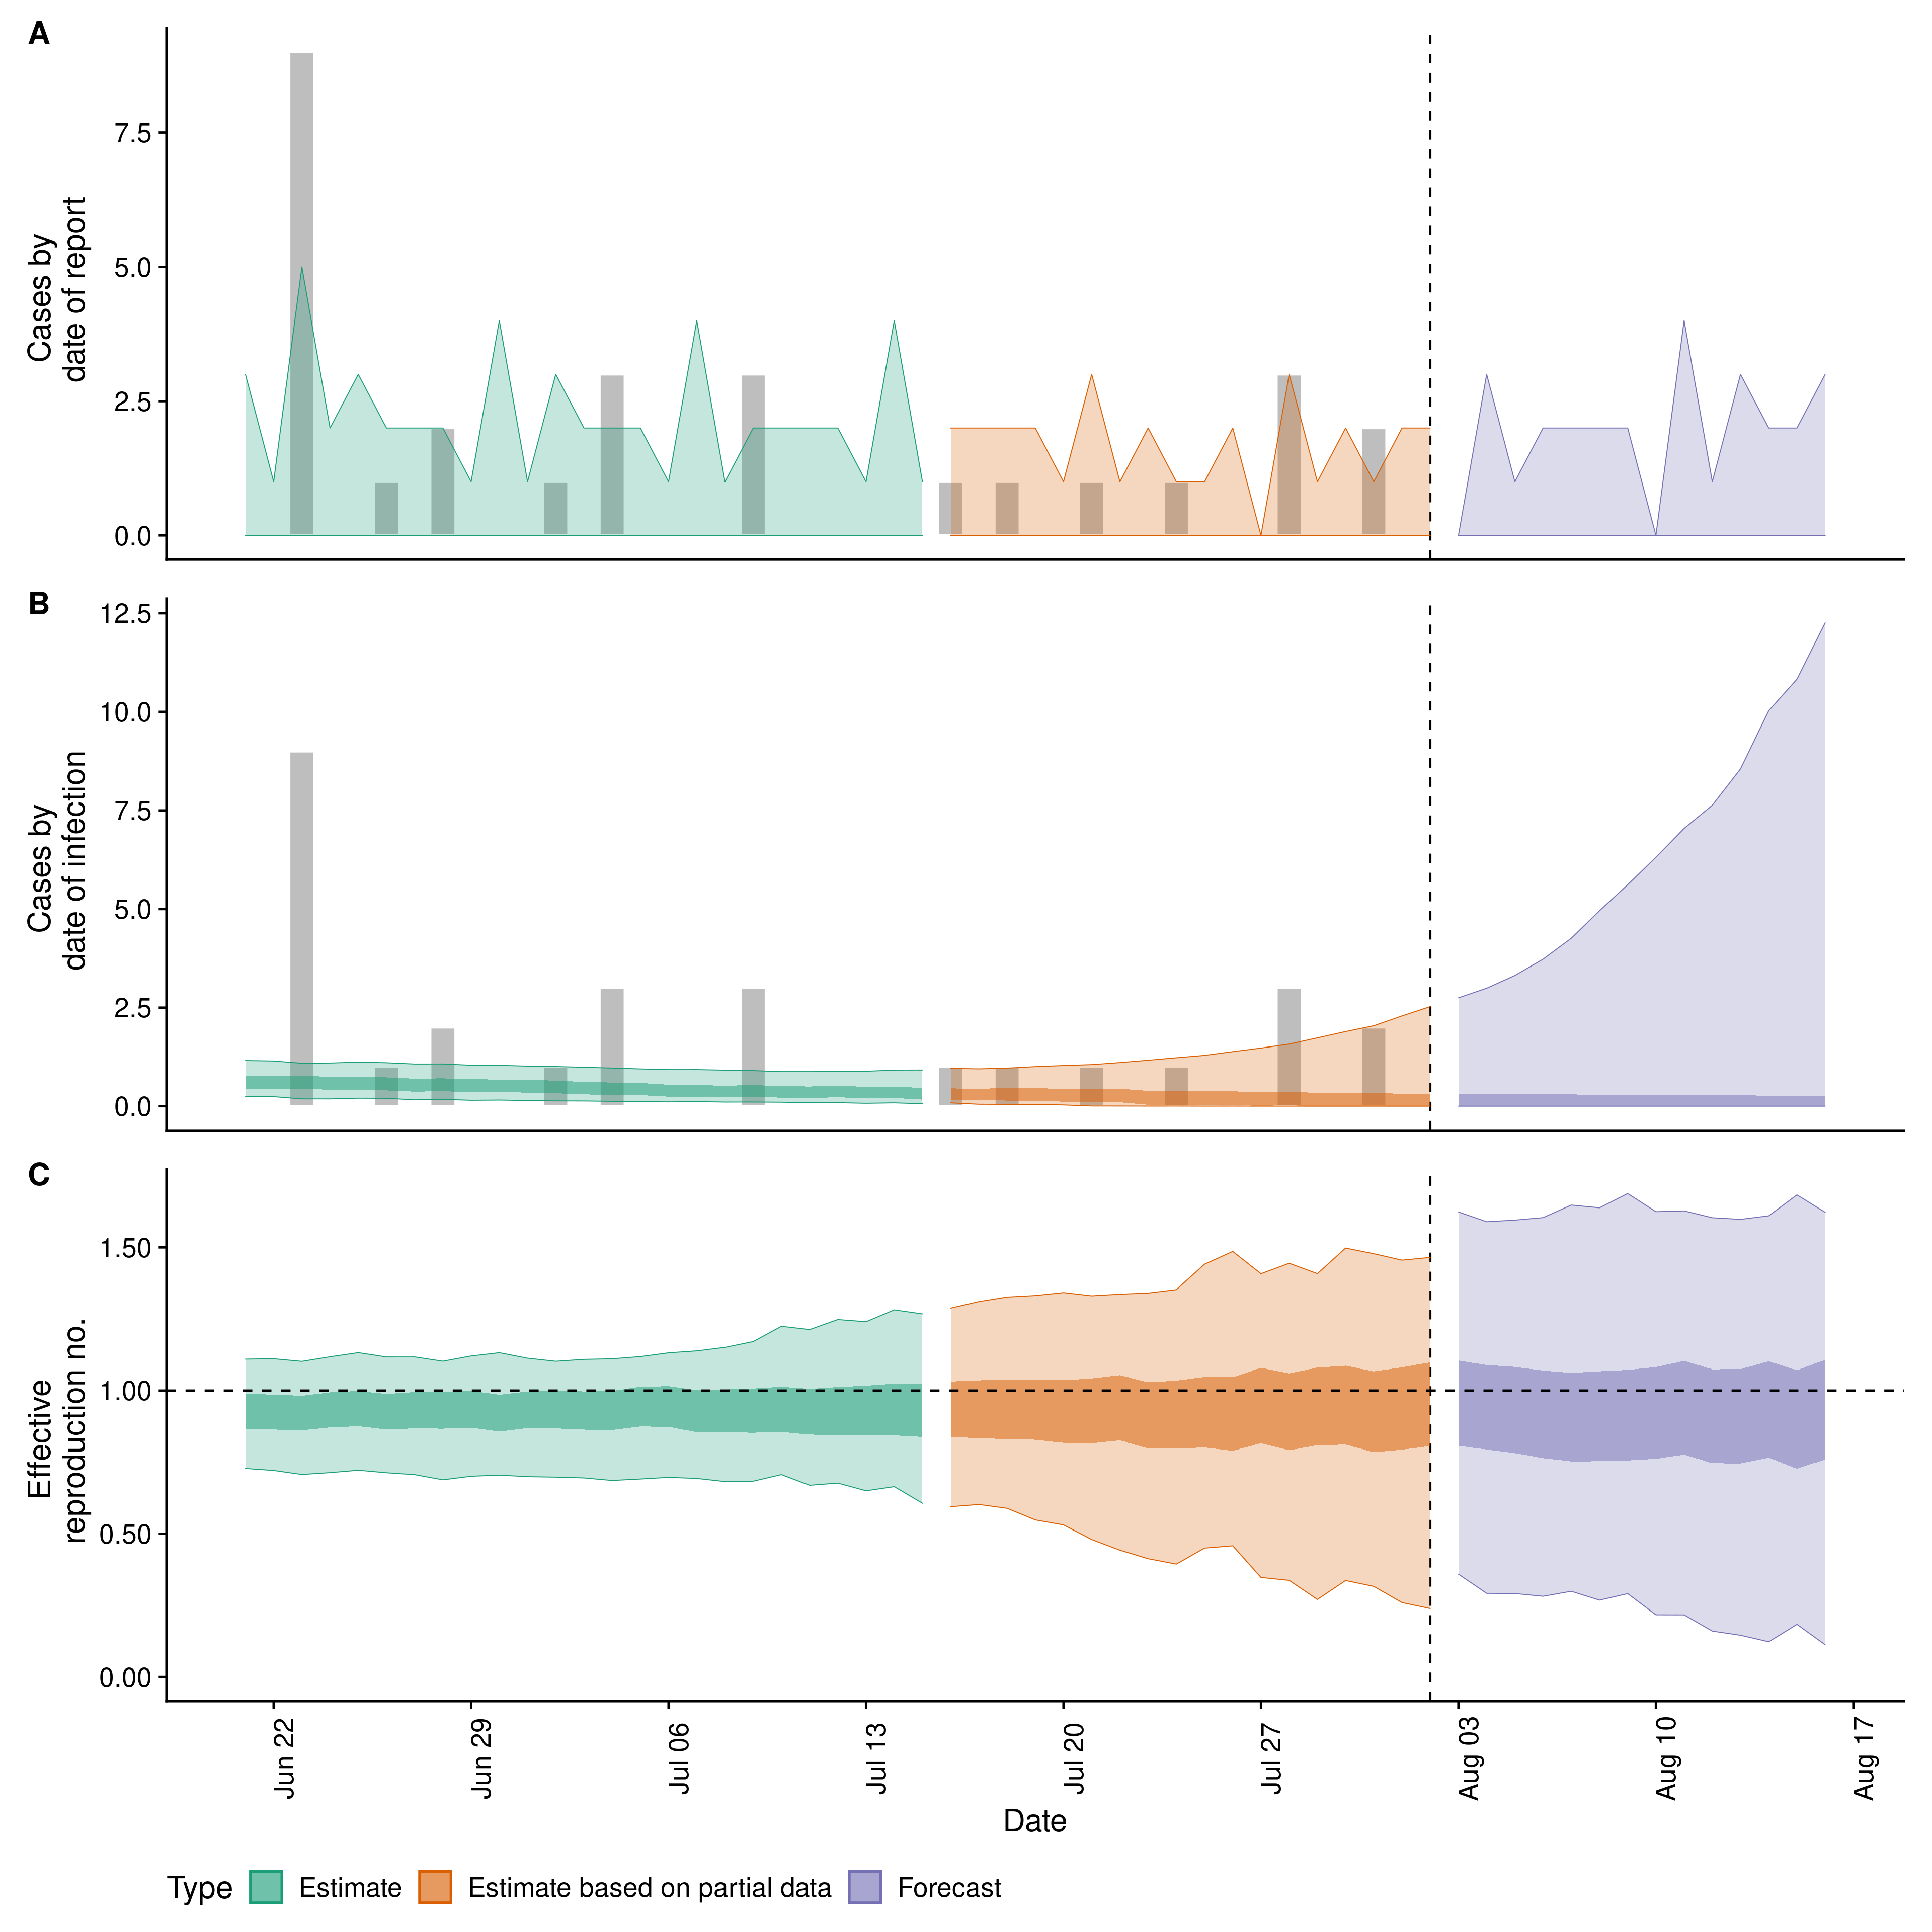 A
Cases by
date of report
7.5
5.0
2.5
0.0
B
Cases by
date of infection
12.5
10.0
7.5
5.0
2.5
0.0
C
Effective
reproduction no.
1.50
1.00
0.50
0.00
Jun 22
Jun 29
Jul 06
Jul 13
Jul 20
Jul 27
Aug 03
Aug 10
Aug 17
Date
Type Estimate Estimate based on partial data Forecast